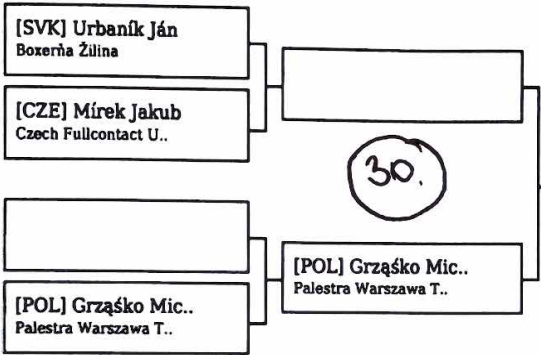 [SVK] Urbaník Ján
Boxerňa Žilina
[CZE] Mírek Jakub
Czech Fullcontact U..
30.
[POL] Grząśko Mic..
Palestra Warszawa T..
[POL] Grząśko Mic..
Palestra Warszawa T..